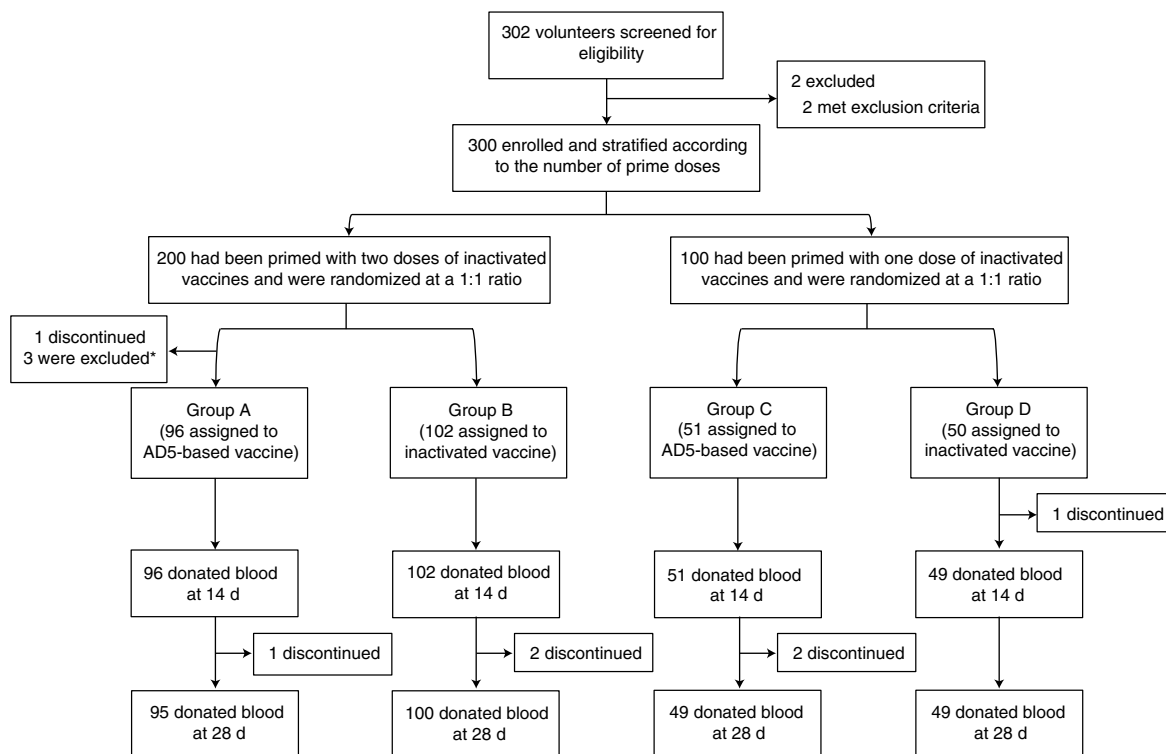 302 volunteers screened for
eligibility
2 excluded
2 met exclusion criteria
300 enrolled and stratified according
to the number of prime doses
200 had been primed with two doses of inactivated
vaccines and were randomized at a 1:1 ratio
100 had been primed with one dose of inactivated
vaccines and were randomized at a 1:1 ratio
1 discontinued
3 were excluded*
Group A
(96 assigned to
AD5-based vaccine)
Group B
(102 assigned to
inactivated vaccine)
Group C
(51 assigned to
AD5-based vaccine)
Group D
(50 assigned to
inactivated vaccine)
1 discontinued
96 donated blood
at 14 d
102 donated blood
at 14 d
51 donated blood
at 14 d
49 donated blood
at 14 d
1 discontinued
2 discontinued
2 discontinued
95 donated blood
at 28 d
100 donated blood
at 28 d
49 donated blood
at 28 d
49 donated blood
at 28 d